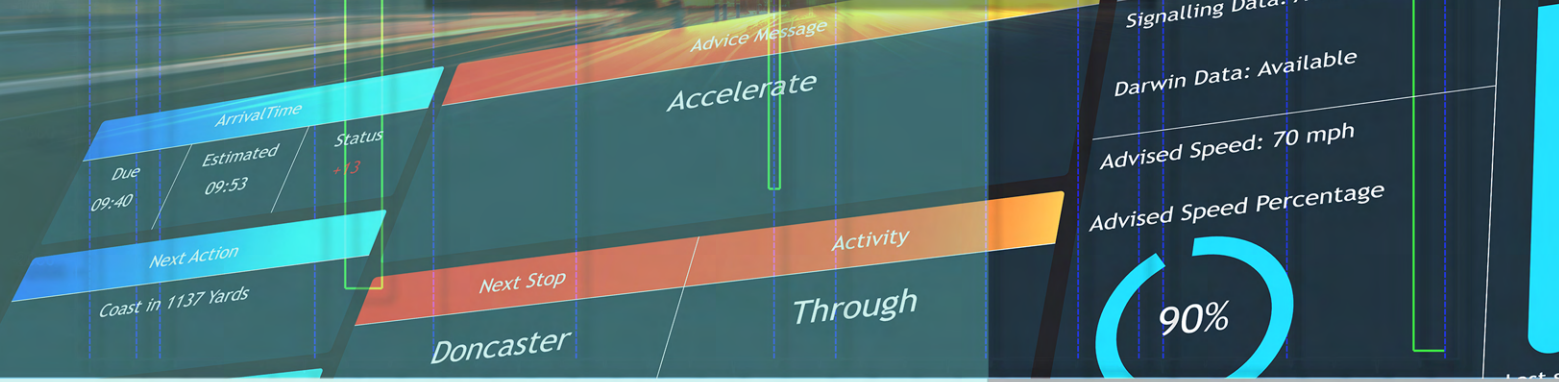 ArrivalTime
Due
Estimated
Status
09:40
09:53
+13
Next Action
Coast in 1137 Yards
Advice Message
Accelerate
Next Stop
Activity
Doncaster
Through
Signalling Data:
Darwin Data: Available
Advised Speed: 70 mph
Advised Speed Percentage
90%